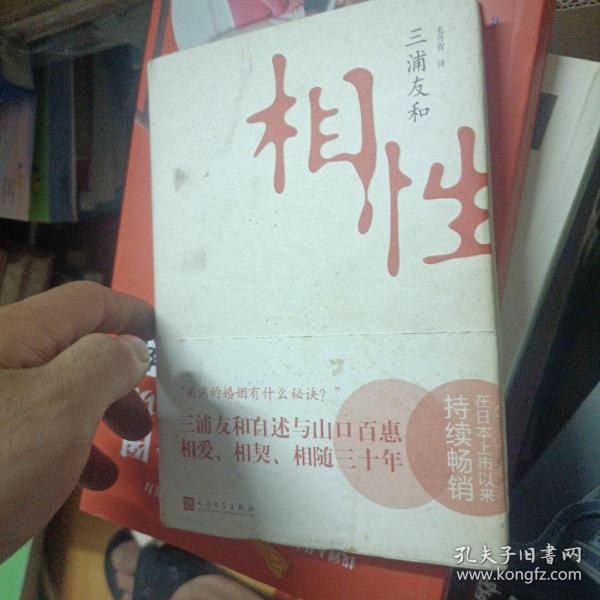 毛丹青 译
三浦友和
相性
“美满的婚姻有什么秘诀？”
三浦友和自述与山口百惠
相爱、相契、相随三十年
在日本上市以来
持续畅销
人民文学出版社
孔夫子旧书网
www.kongfz.com